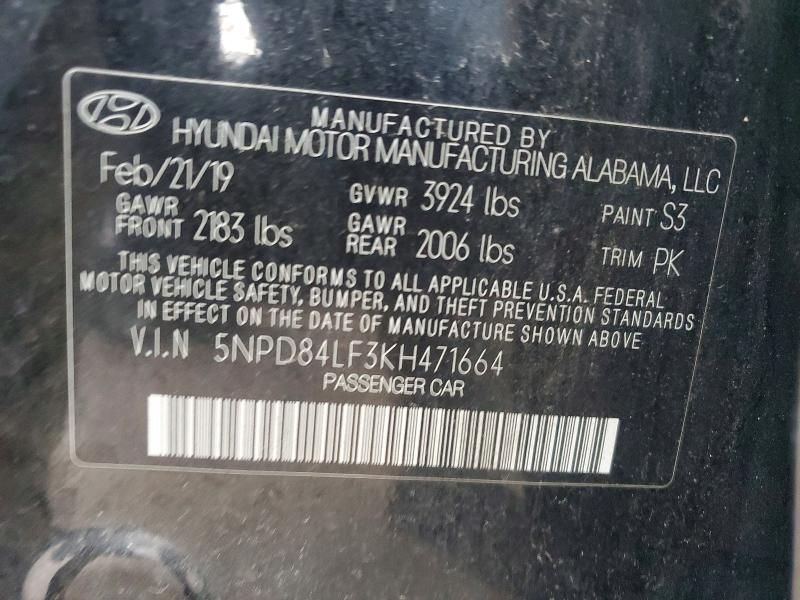 MANUFACTURED BY
HYUNDAI MOTOR MANUFACTURING ALABAMA, LLC
Feb/21/19 GVWR 3924 lbs PAINT S3
GAWR FRONT 2183 lbs GAWR REAR 2006 lbs TRIM PK
THIS VEHICLE CONFORMS TO ALL APPLICABLE U.S.A. FEDERAL
MOTOR VEHICLE SAFETY, BUMPER, AND THEFT PREVENTION STANDARDS
IN EFFECT ON THE DATE OF MANUFACTURE SHOWN ABOVE
V.I.N 5NPD84LF3KH471664
PASSENGER CAR